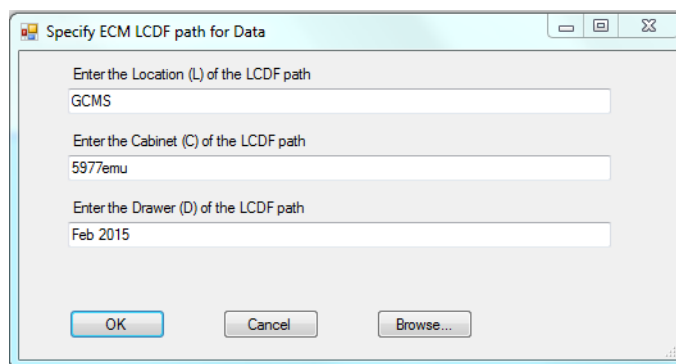 Specify ECM LCDF path for Data
Enter the Location (L) of the LCDF path
GCMS
Enter the Cabinet (C) of the LCDF path
5977emu
Enter the Drawer (D) of the LCDF path
Feb 2015
OK Cancel Browse...